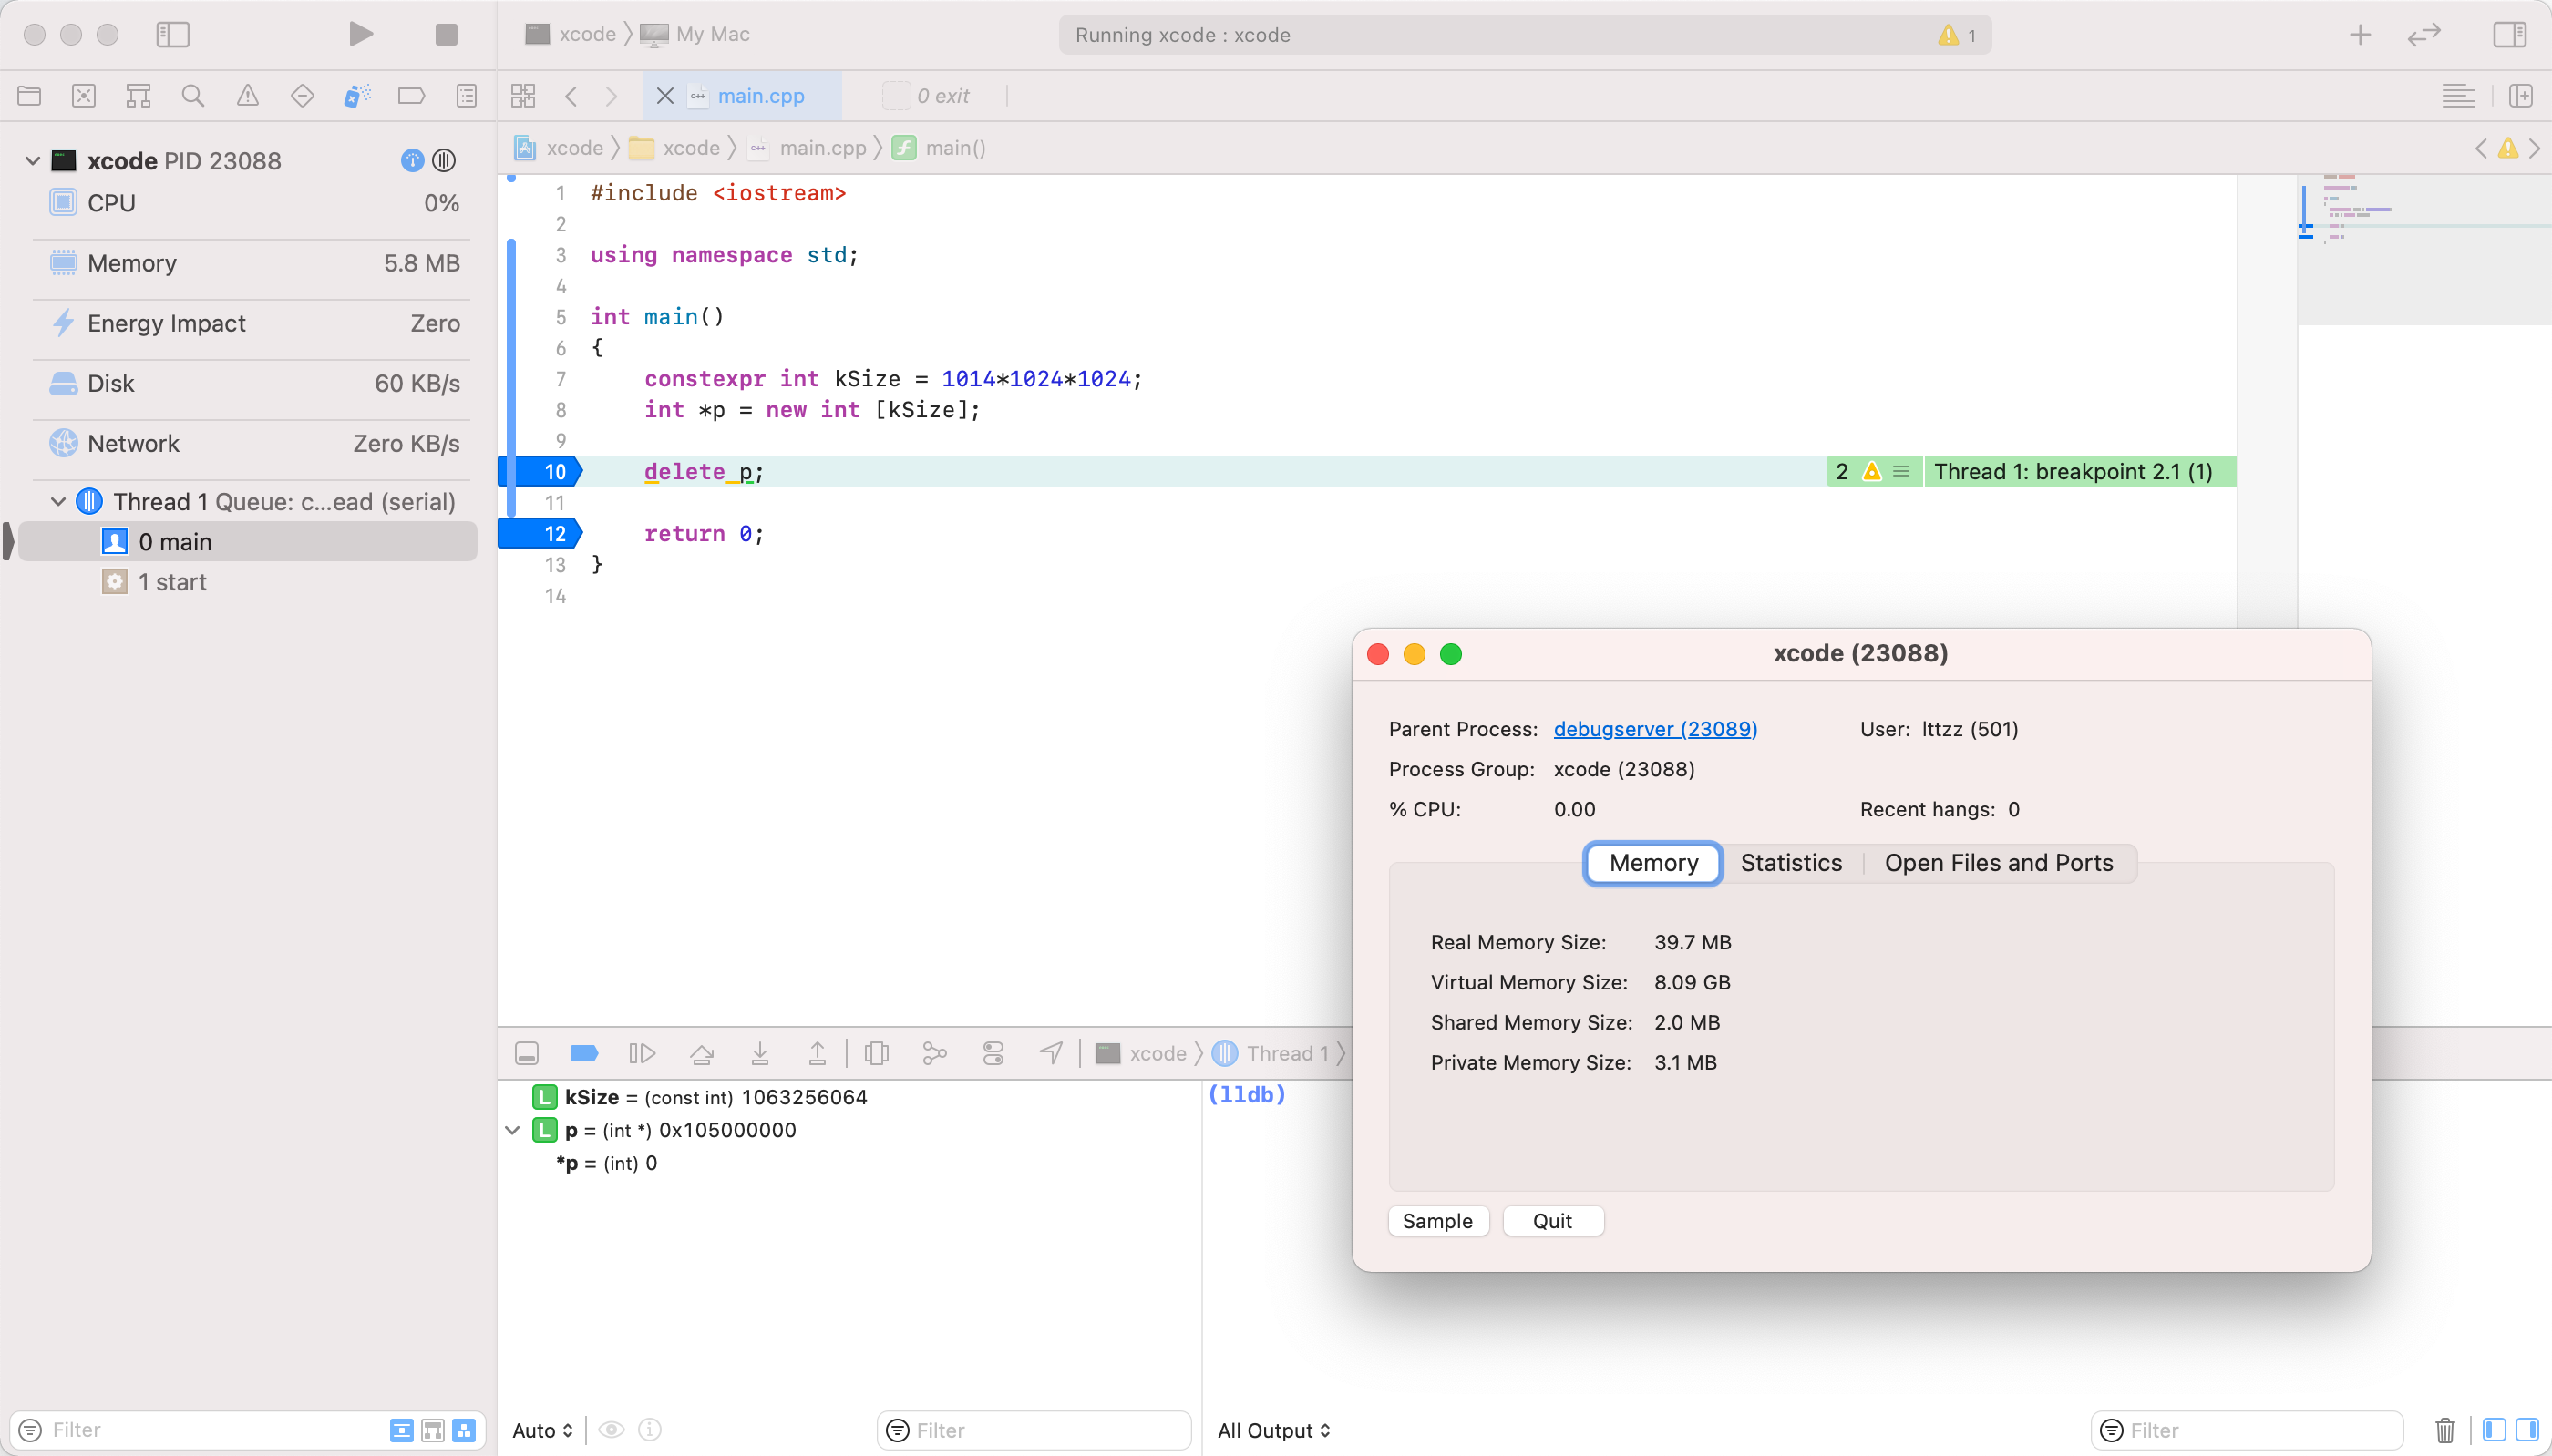 xcode 〉 My Mac
Running xcode : xcode
1
main.cpp
0 exit
xcode 〉 xcode 〉 main.cpp 〉 main()
xcode PID 23088
CPU 0%
Memory 5.8 MB
Energy Impact Zero
Disk 60 KB/s
Network Zero KB/s
Thread 1 Queue: c...ead (serial)
0 main
1 start
Filter
1 #include <iostream>
2
3 using namespace std;
4
5 int main()
6 {
7     constexpr int kSize = 1014*1024*1024;
8     int *p = new int [kSize];
9
10     delete p;
2 Thread 1: breakpoint 2.1 (1)
11
12     return 0;
13 }
14
xcode 〉 Thread 1 〉
L kSize = (const int) 1063256064
L p = (int *) 0x105000000
*p = (int) 0
Auto
Filter
(lldb)
All Output
Filter
xcode (23088)
Parent Process: debugserver (23089)
User: lttzz (501)
Process Group: xcode (23088)
% CPU: 0.00
Recent hangs: 0
Memory Statistics Open Files and Ports
Real Memory Size: 39.7 MB
Virtual Memory Size: 8.09 GB
Shared Memory Size: 2.0 MB
Private Memory Size: 3.1 MB
Sample Quit